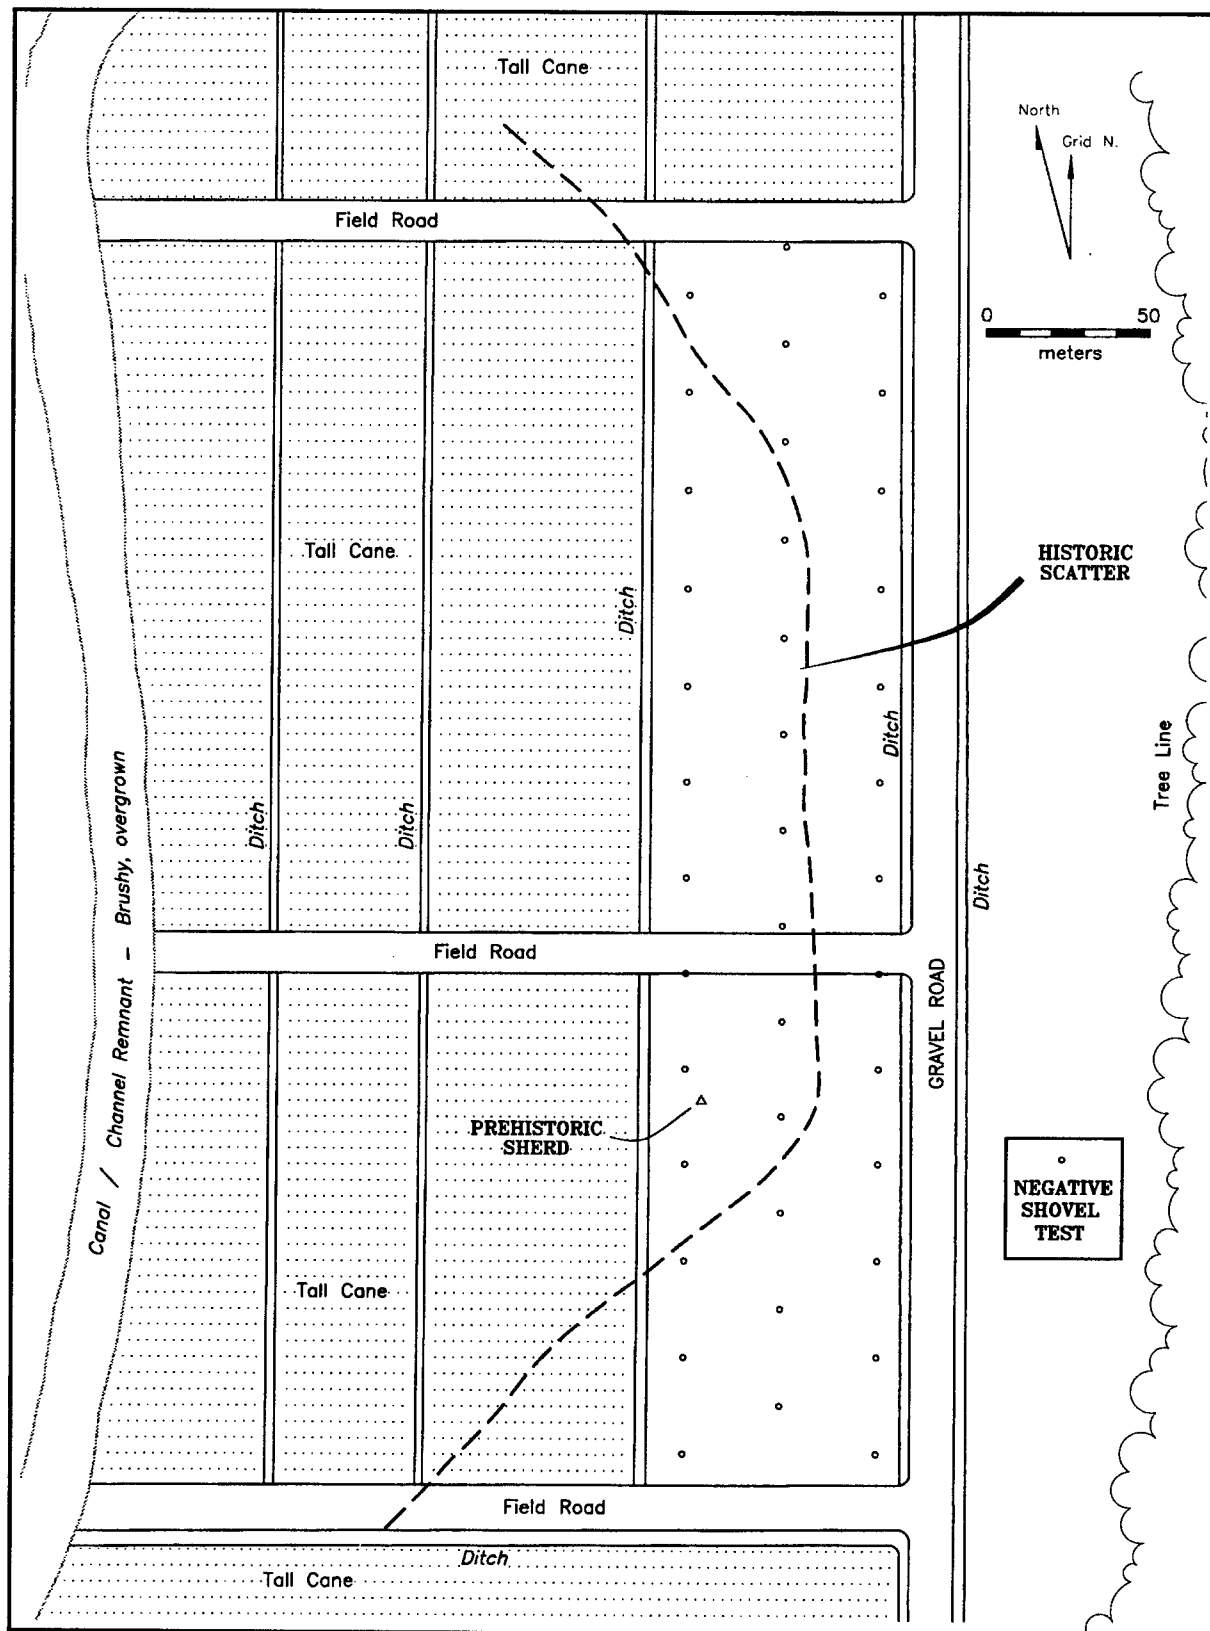 Tall Cane
North
Grid N.
Field Road
0 50
meters
Tall Cane
HISTORIC
SCATTER
Ditch
Ditch
Tree Line
Ditch
Ditch
Ditch
Canal / Channel Remnant - Brushy, overgrown
Field Road
GRAVEL ROAD
PREHISTORIC
SHERD
NEGATIVE
SHOVEL
TEST
Tall Cane
Field Road
Ditch
Tall Cane